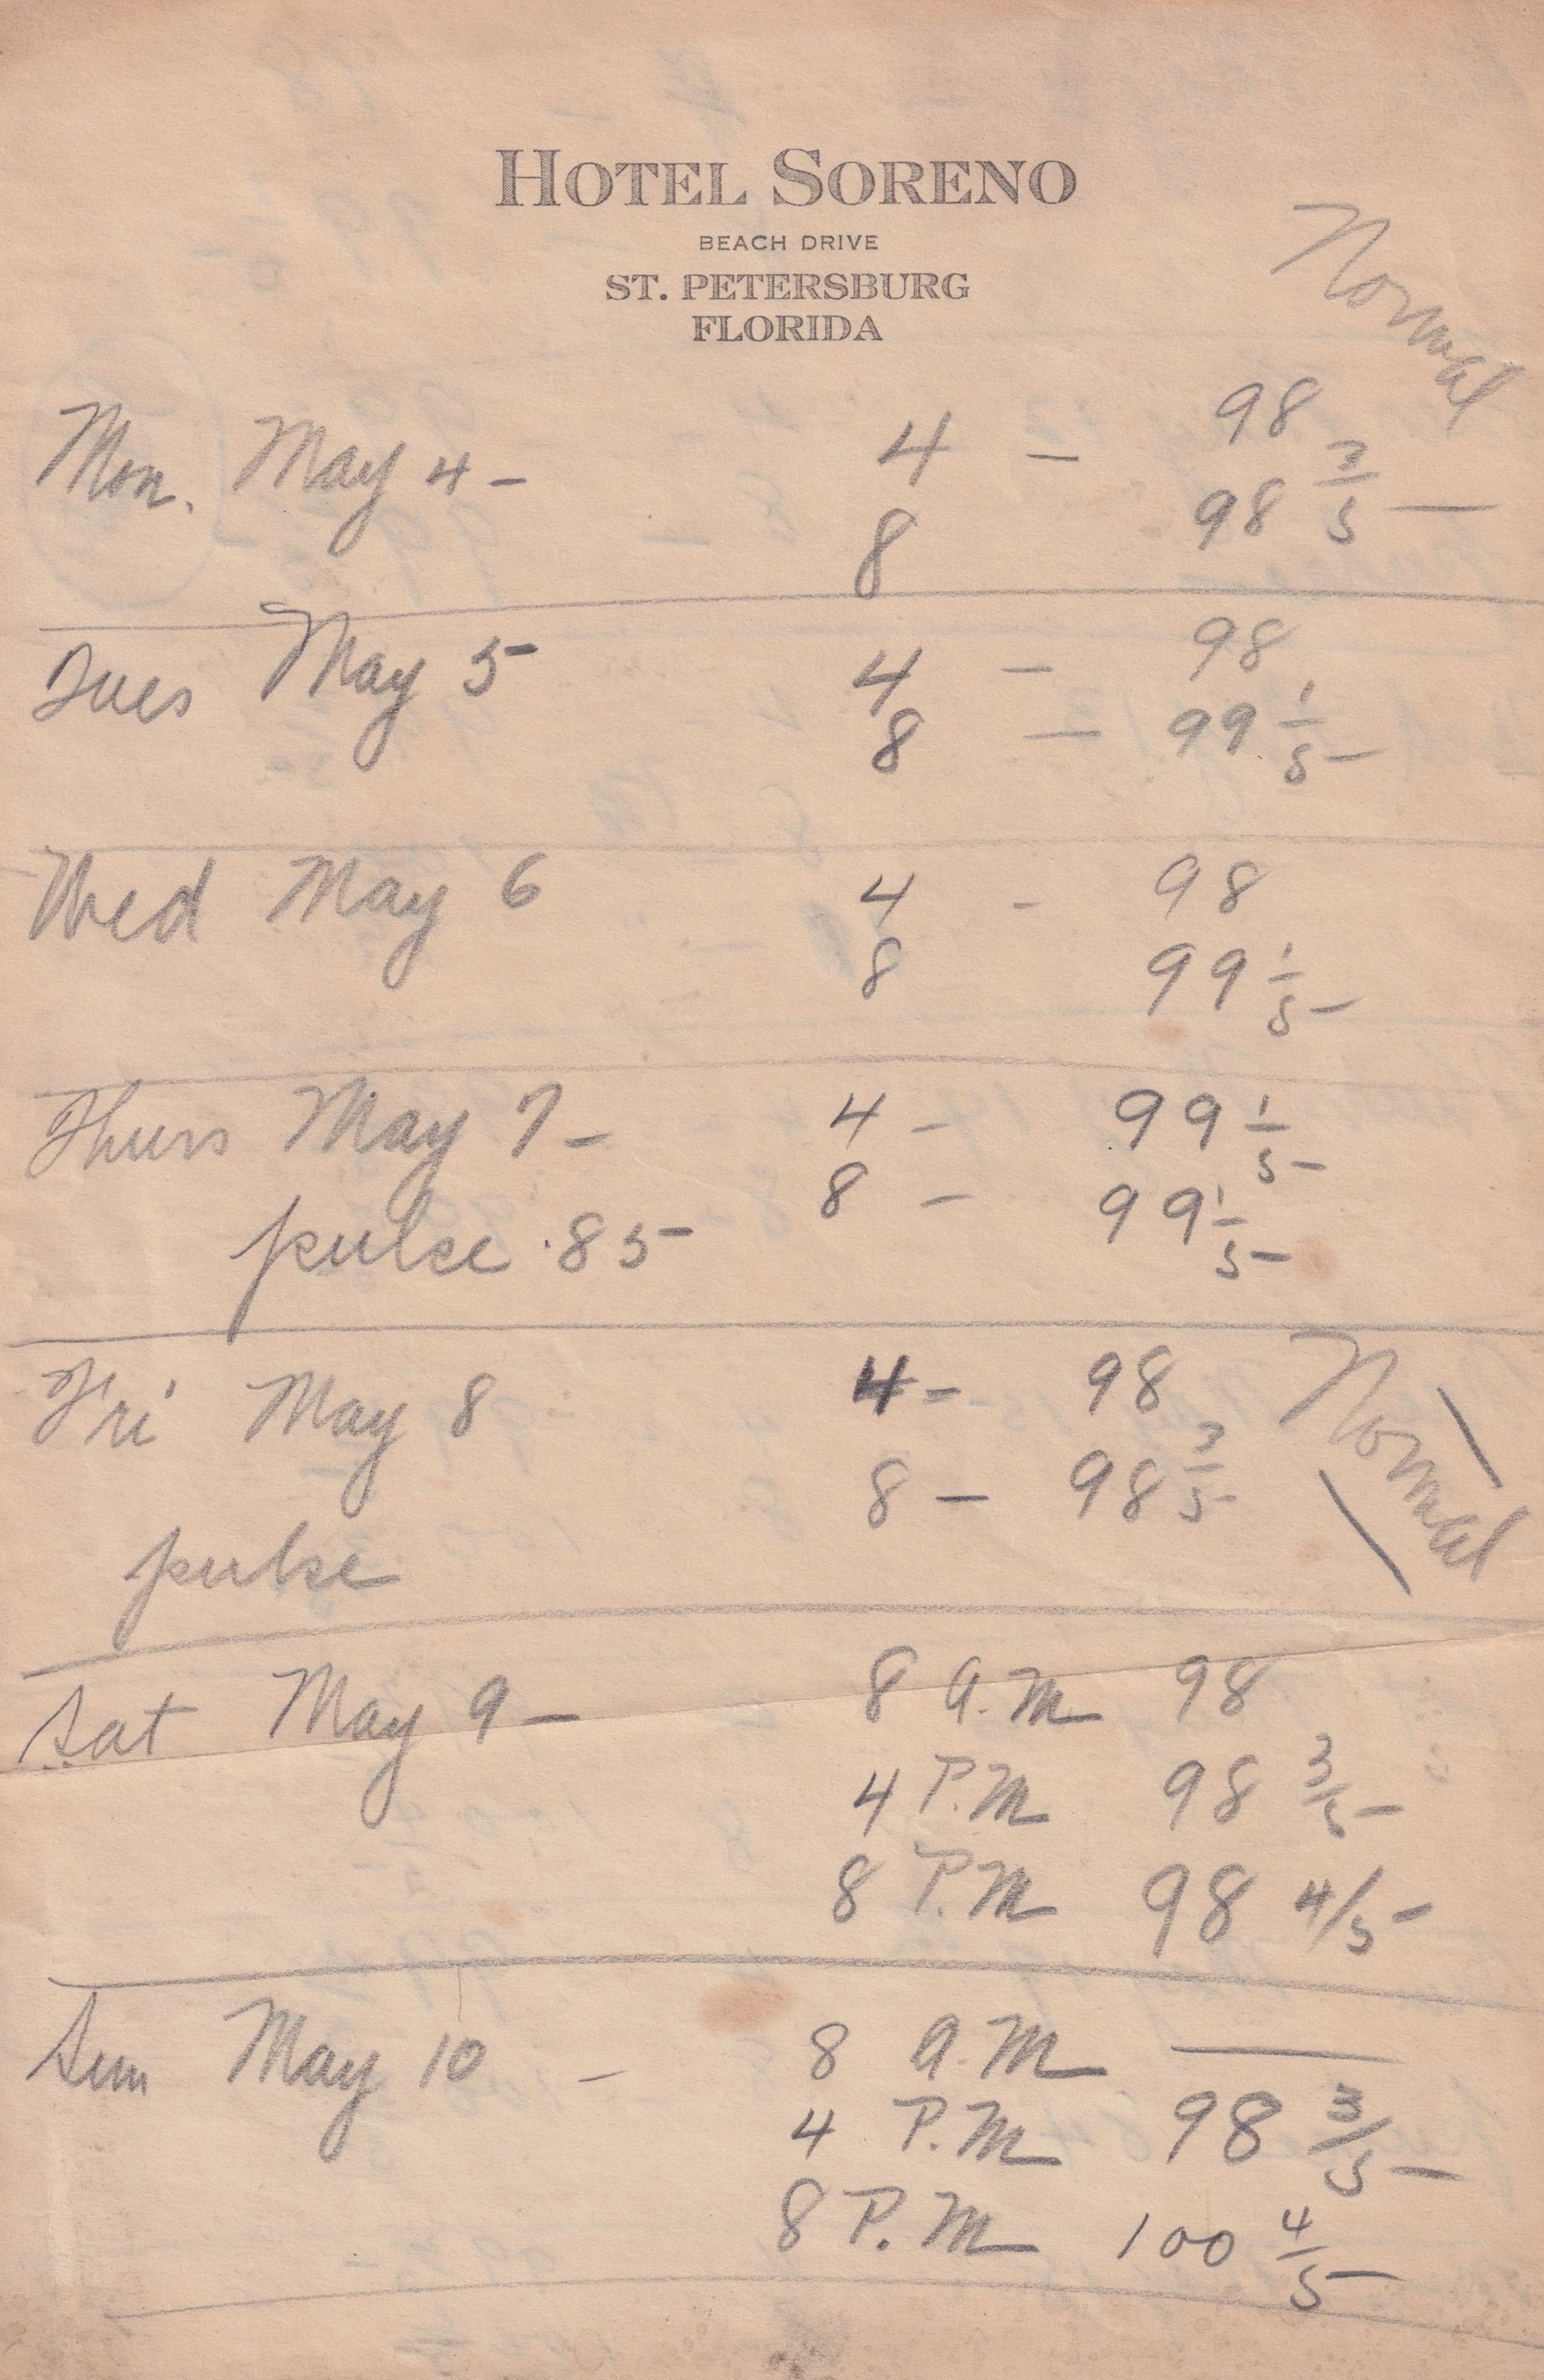 HOTEL SORENO
BEACH DRIVE
ST. PETERSBURG
FLORIDA
Normal
Mon. May 4 - 4 - 98
8 98 3/5
Tues May 5 4 - 98
8 - 99 1/5
Wed May 6 4 - 98
8 99 1/5
Thurs May 7 - 4 - 99 1/5
8 - 99 1/5
pulse 85
Fri May 8 4 - 98 Normal
8 - 98 3/5
pulse
Sat May 9 - 8 A.M 98
4 P.M 98 3/5
8 P.M 98 4/5
Sun May 10 - 8 A.M —
4 P.M 98 3/5
8 P.M 100 4/5